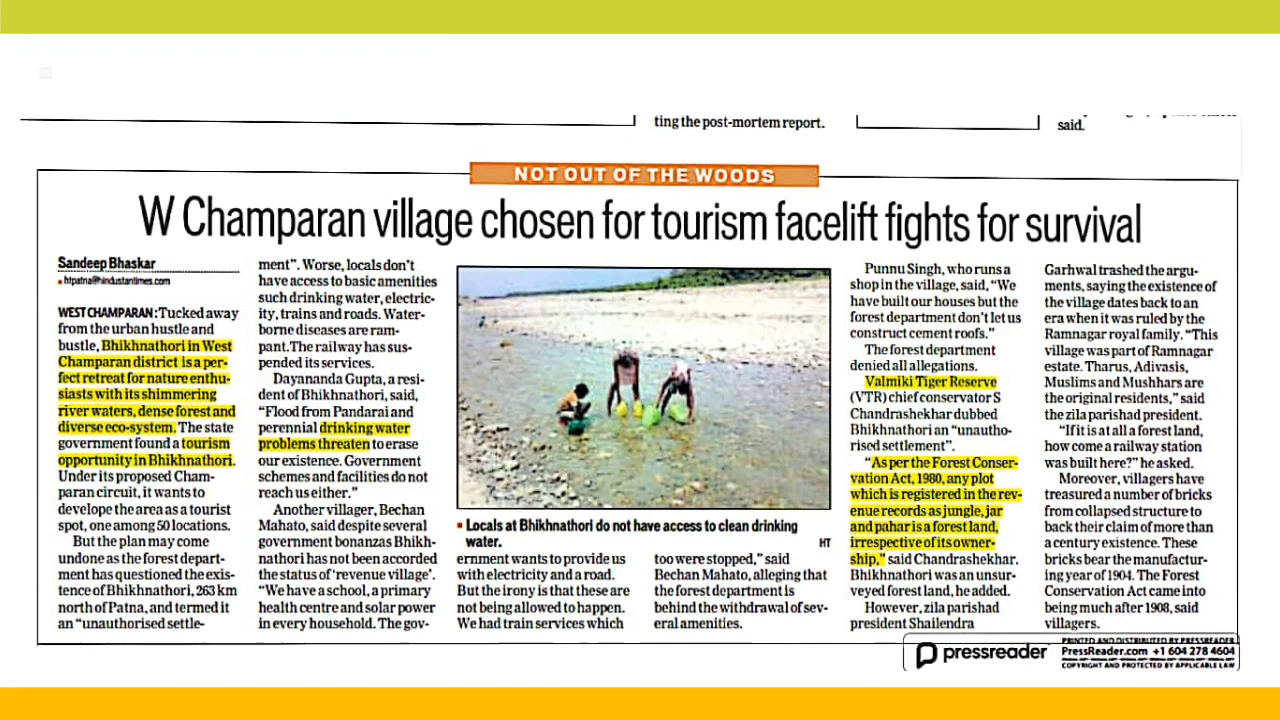 ting the post-mortem report.
said.
NOT OUT OF THE WOODS
W Champaran village chosen for tourism facelift fights for survival
Sandeep Bhaskar
▪ htpatna@hindustantimes.com
WEST CHAMPARAN: Tucked away
from the urban hustle and
bustle, Bhikhnathori in West
Champaran district is a per-
fect retreat for nature enthu-
siasts with its shimmering
river waters, dense forest and
diverse eco-system. The state
government found a tourism
opportunity in Bhikhnathori.
Under its proposed Cham-
paran circuit, it wants to
develop the area as a tourist
spot, one among 50 locations.
But the plan may come
undone as the forest depart-
ment has questioned the exis-
tence of Bhikhnathori, 263 km
north of Patna, and termed it
an "unauthorised settle-
ment". Worse, locals don't
have access to basic amenities
such drinking water, electric-
ity, trains and roads. Water-
borne diseases are ram-
pant.The railway has sus-
pended its services.
Dayananda Gupta, a resi-
dent of Bhikhnathori, said,
"Flood from Pandarai and
perennial drinking water
problems threaten to erase
our existence. Government
schemes and facilities do not
reach us either."
Another villager, Bechan
Mahato, said despite several
government bonanzas Bhikh-
nathori has not been accorded
the status of 'revenue village'.
"We have a school, a primary
health centre and solar power
in every household. The gov-
▪ Locals at Bhikhnathori do not have access to clean drinking
water.
HT
ernment wants to provide us
with electricity and a road.
But the irony is that these are
not being allowed to happen.
We had train services which
too were stopped," said
Bechan Mahato, alleging that
the forest department is
behind the withdrawal of sev-
eral amenities.
Punnu Singh, who runs a
shop in the village, said, "We
have built our houses but the
forest department don't let us
construct cement roofs."
The forest department
denied all allegations.
Valmiki Tiger Reserve
(VTR) chief conservator S
Chandrashekhar dubbed
Bhikhnathori an "unautho-
rised settlement".
"As per the Forest Conser-
vation Act, 1980, any plot
which is registered in the rev-
enue records as jungle, jar
and pahar is a forest land,
irrespective of its owner-
ship," said Chandrashekhar.
Bhikhnathori was an unsur-
veyed forest land, he added.
However, zila parishad
president Shailendra
Garhwal trashed the argu-
ments, saying the existence of
the village dates back to an
era when it was ruled by the
Ramnagar royal family. "This
village was part of Ramnagar
estate. Tharus, Adivasis,
Muslims and Mushhars are
the original residents," said
the zila parishad president.
"If it is at all a forest land,
how come a railway station
was built here?" he asked.
Moreover, villagers have
treasured a number of bricks
from collapsed structure to
back their claim of more than
a century existence. These
bricks bear the manufactur-
ing year of 1904. The Forest
Conservation Act came into
being much after 1908, said
villagers.
pressreader
PRINTED AND DISTRIBUTED BY PRESSREADER
PressReader.com +1 604 278 4604
COPYRIGHT AND PROTECTED BY APPLICABLE LAW